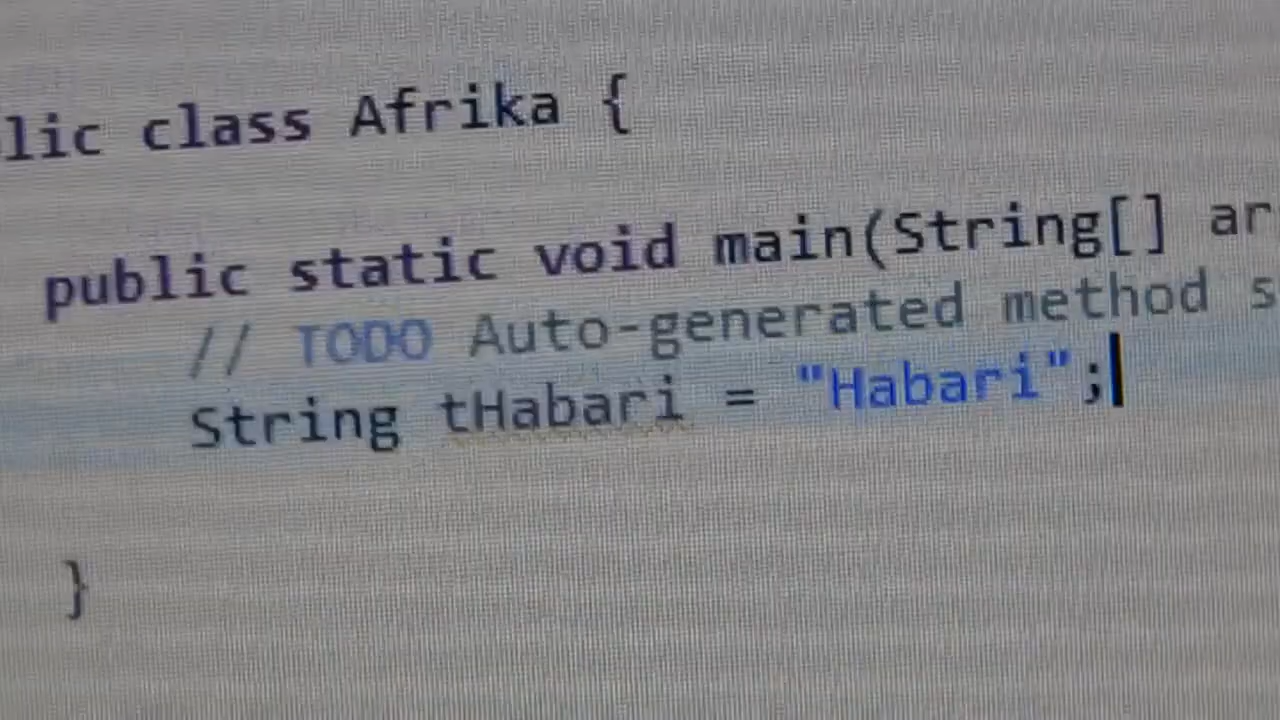 lic class Afrika {
public static void main(String[] ar
// TODO Auto-generated method s
String tHabari = "Habari";
}